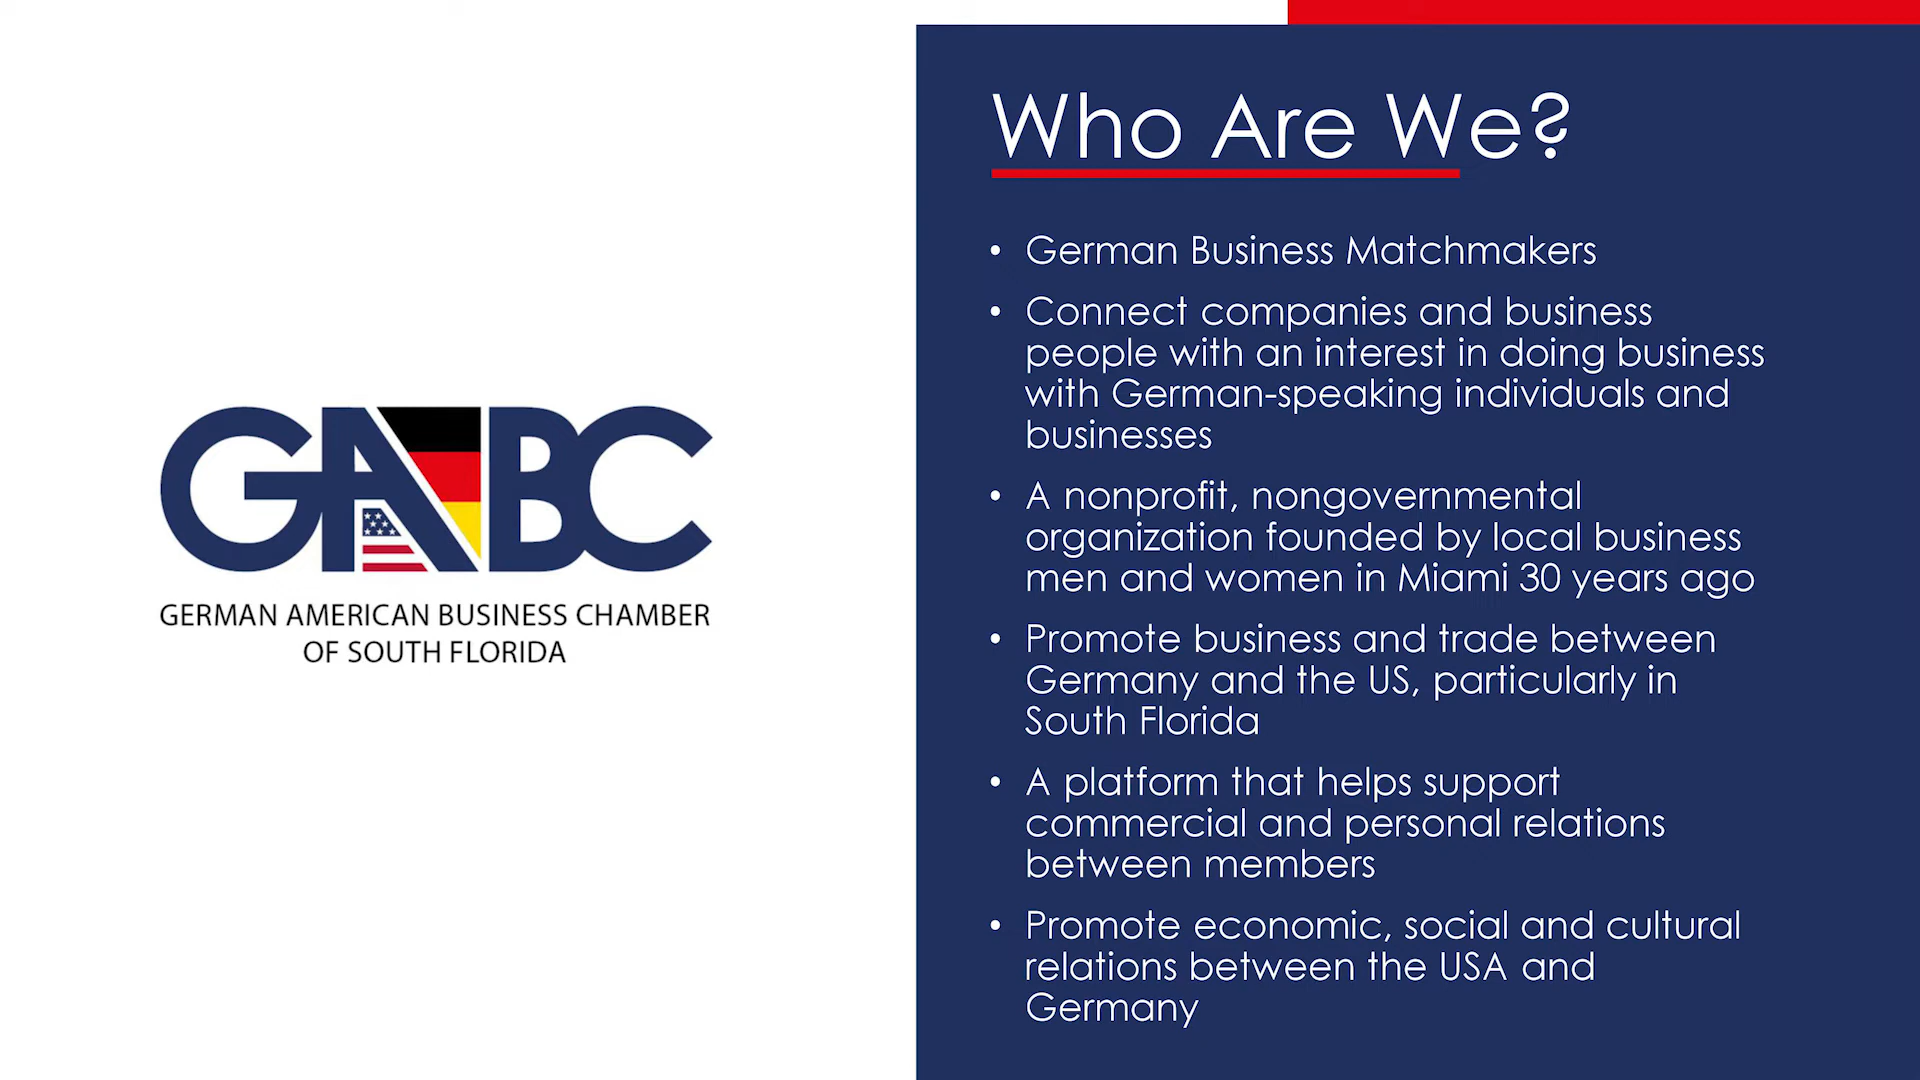 GABC
GERMAN AMERICAN BUSINESS CHAMBER
OF SOUTH FLORIDA
Who Are We?
• German Business Matchmakers
• Connect companies and business
people with an interest in doing business
with German-speaking individuals and
businesses
• A nonprofit, nongovernmental
organization founded by local business
men and women in Miami 30 years ago
• Promote business and trade between
Germany and the US, particularly in
South Florida
• A platform that helps support
commercial and personal relations
between members
• Promote economic, social and cultural
relations between the USA and
Germany